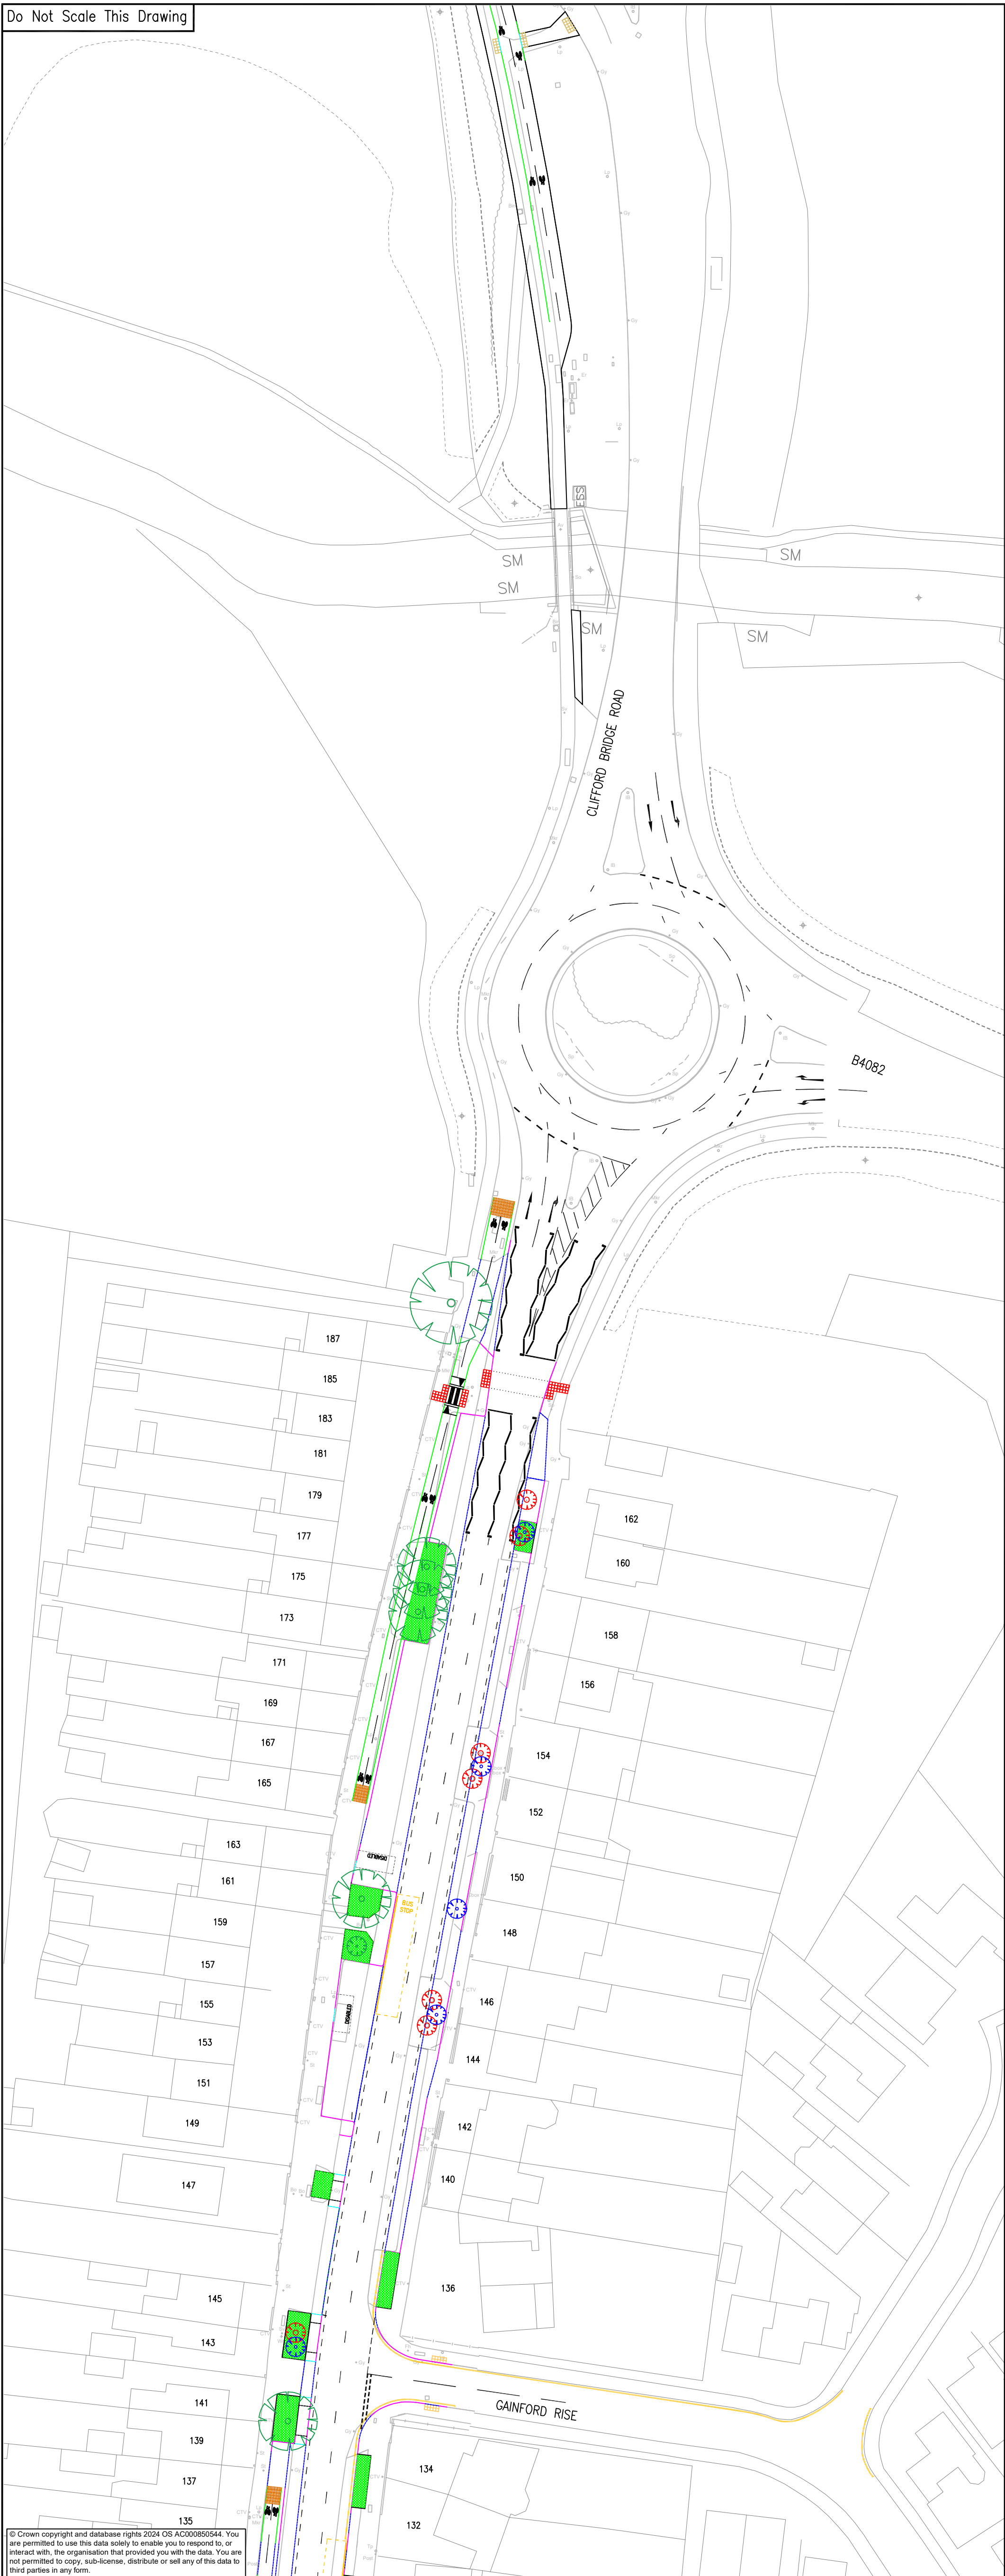 Do Not Scale This Drawing
ESS
SM
SM
SM
SM
SM
CLIFFORD BRIDGE ROAD
B4082
187
185
183
181
179
177
175
173
171
169
167
165
163
161
159
157
155
153
151
149
147
145
143
141
139
137
135
162
160
158
156
154
152
150
148
146
144
142
140
136
134
132
DISABLED
BUS
STOP
DISABLED
GAINFORD RISE
© Crown copyright and database rights 2024 OS AC000850544. You
are permitted to use this data solely to enable you to respond to, or
interact with, the organisation that provided you with the data. You are
not permitted to copy, sub-license, distribute or sell any of this data to
third parties in any form.